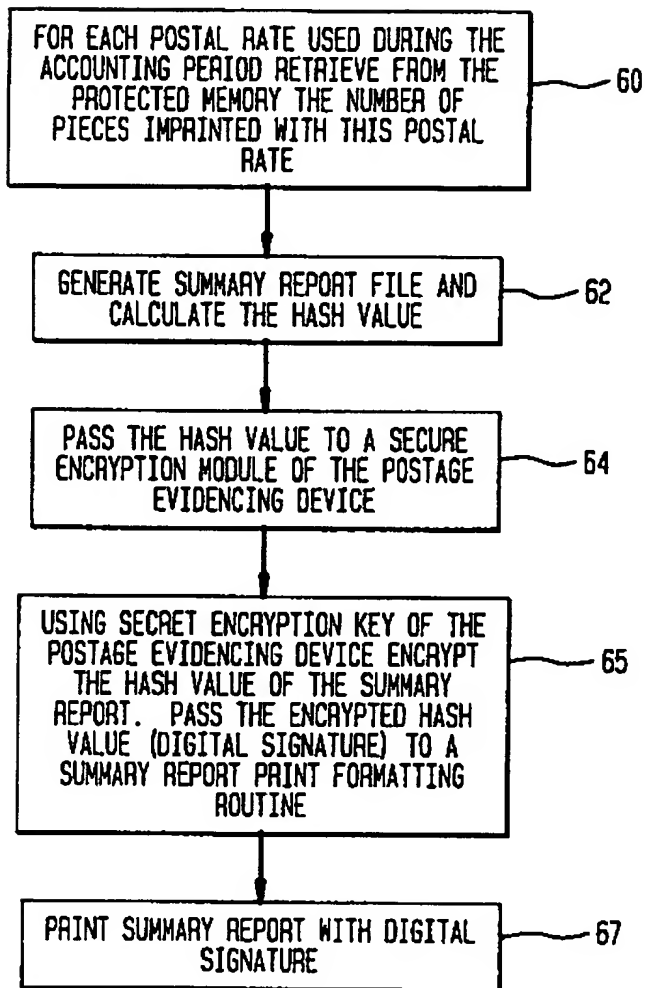 FOR EACH POSTAL RATE USED DURING THE
ACCOUNTING PERIOD RETRIEVE FROM THE
PROTECTED MEMORY THE NUMBER OF
PIECES IMPRINTED WITH THIS POSTAL
RATE
60
GENERATE SUMMARY REPORT FILE AND
CALCULATE THE HASH VALUE
62
PASS THE HASH VALUE TO A SECURE
ENCRYPTION MODULE OF THE POSTAGE
EVIDENCING DEVICE
64
USING SECRET ENCRYPTION KEY OF THE
POSTAGE EVIDENCING DEVICE ENCRYPT
THE HASH VALUE OF THE SUMMARY
REPORT. PASS THE ENCRYPTED HASH
VALUE (DIGITAL SIGNATURE) TO A
SUMMARY REPORT PRINT FORMATTING
ROUTINE
65
PRINT SUMMARY REPORT WITH DIGITAL
SIGNATURE
67